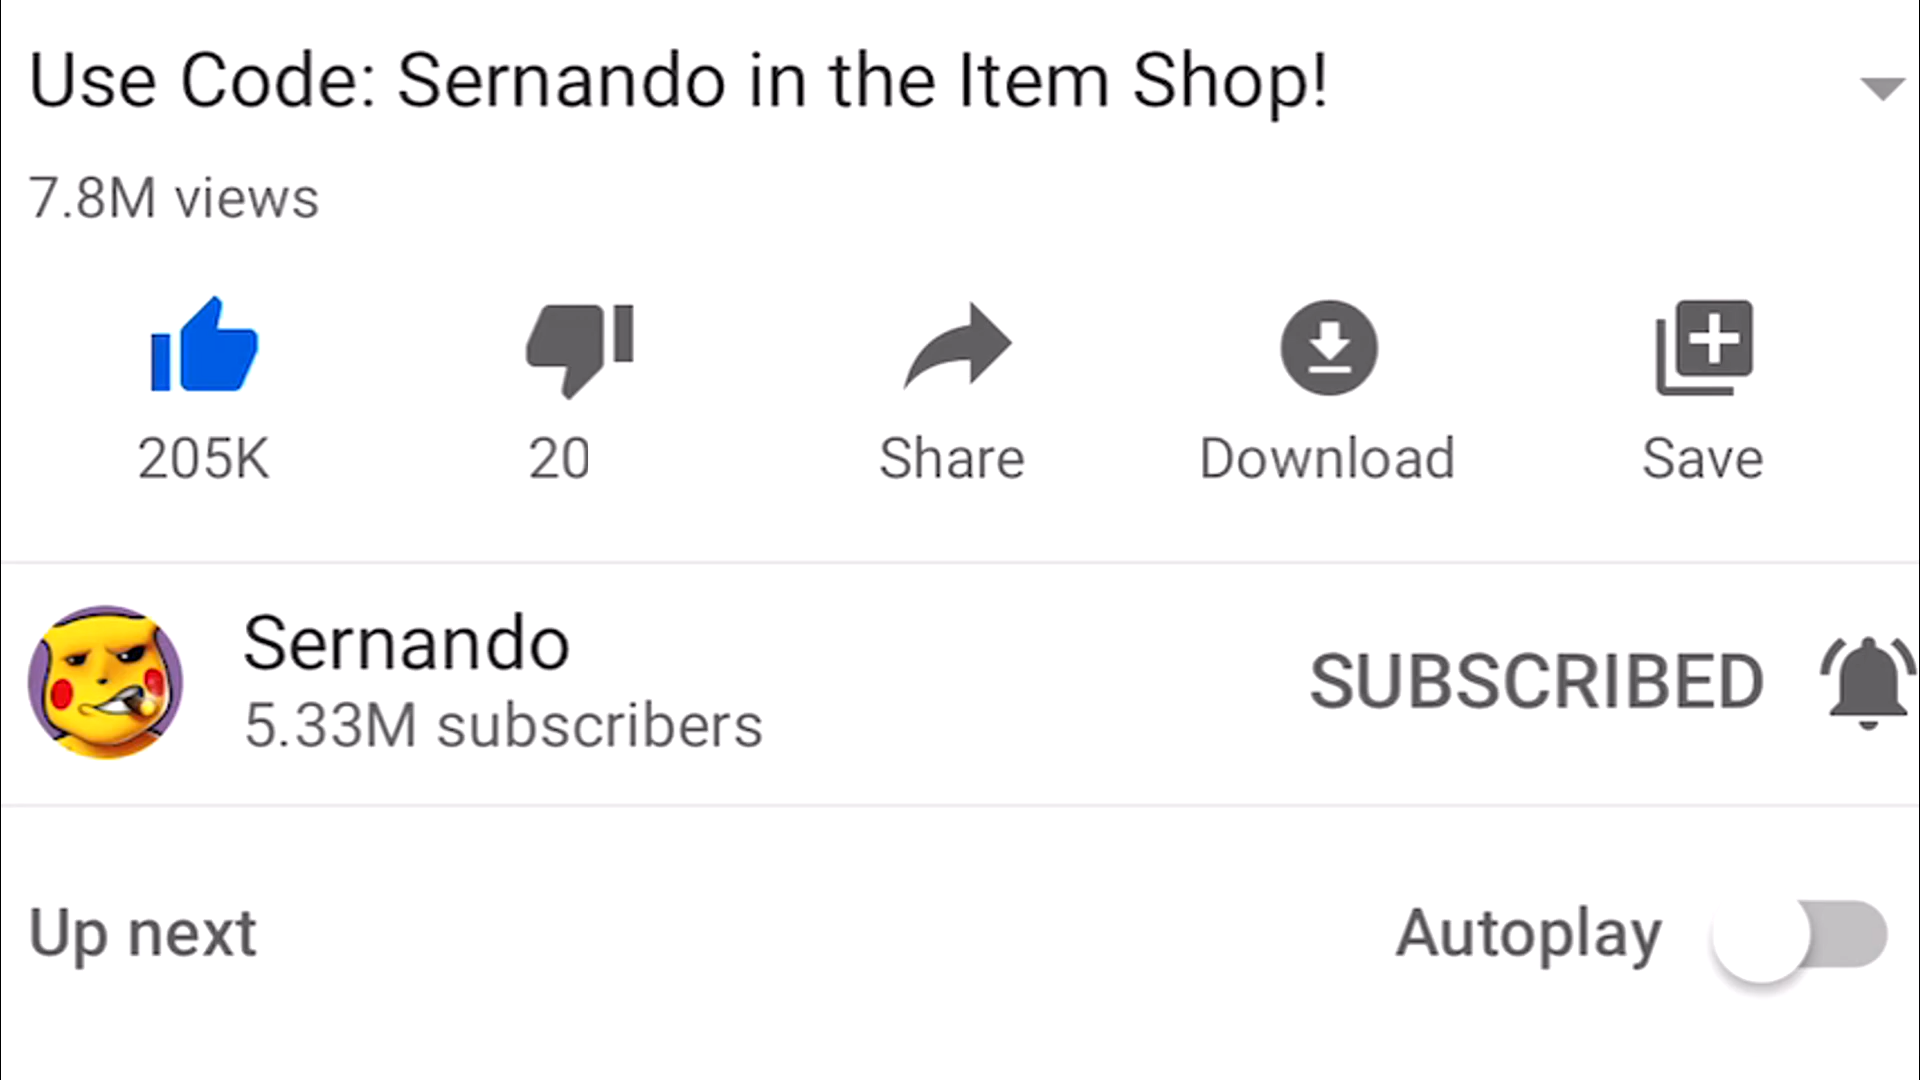 Use Code: Sernando in the Item Shop!
7.8M views
205K 20 Share Download Save
Sernando
5.33M subscribers
SUBSCRIBED
Up next Autoplay